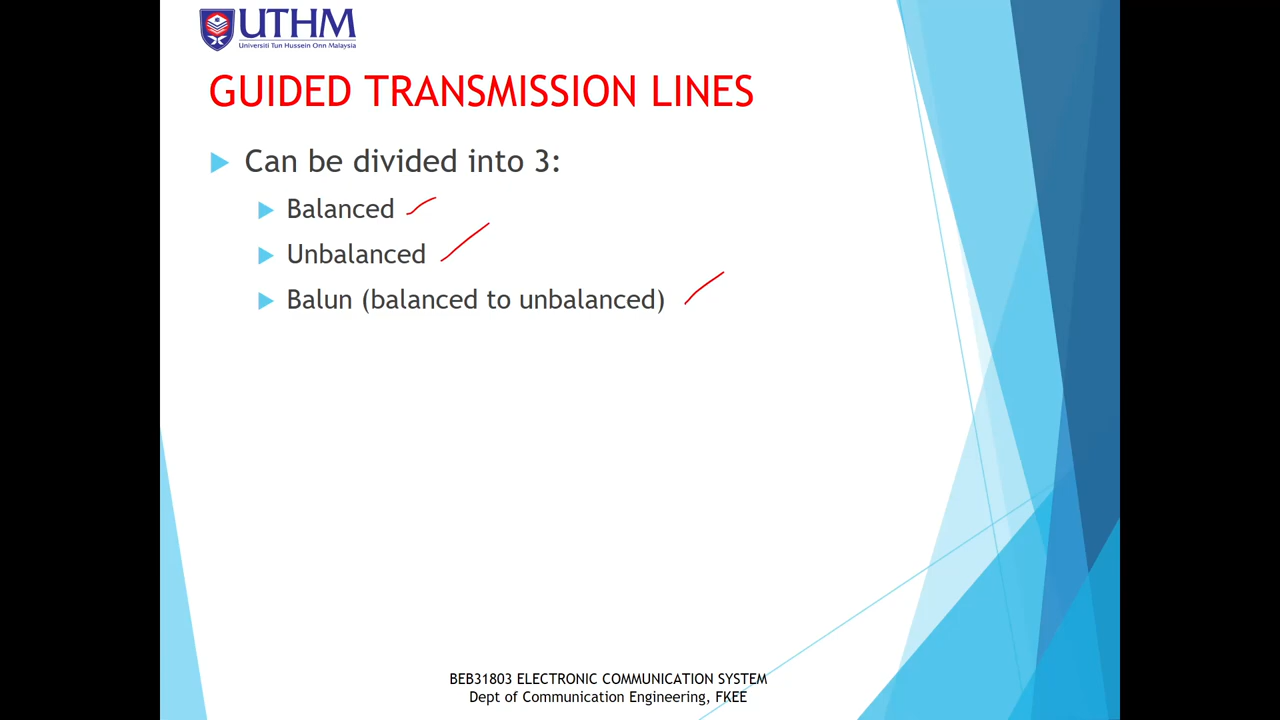 UTHM
Universiti Tun Hussein Onn Malaysia
GUIDED TRANSMISSION LINES
Can be divided into 3:
Balanced
Unbalanced
Balun (balanced to unbalanced)
BEB31803 ELECTRONIC COMMUNICATION SYSTEM
Dept of Communication Engineering, FKEE